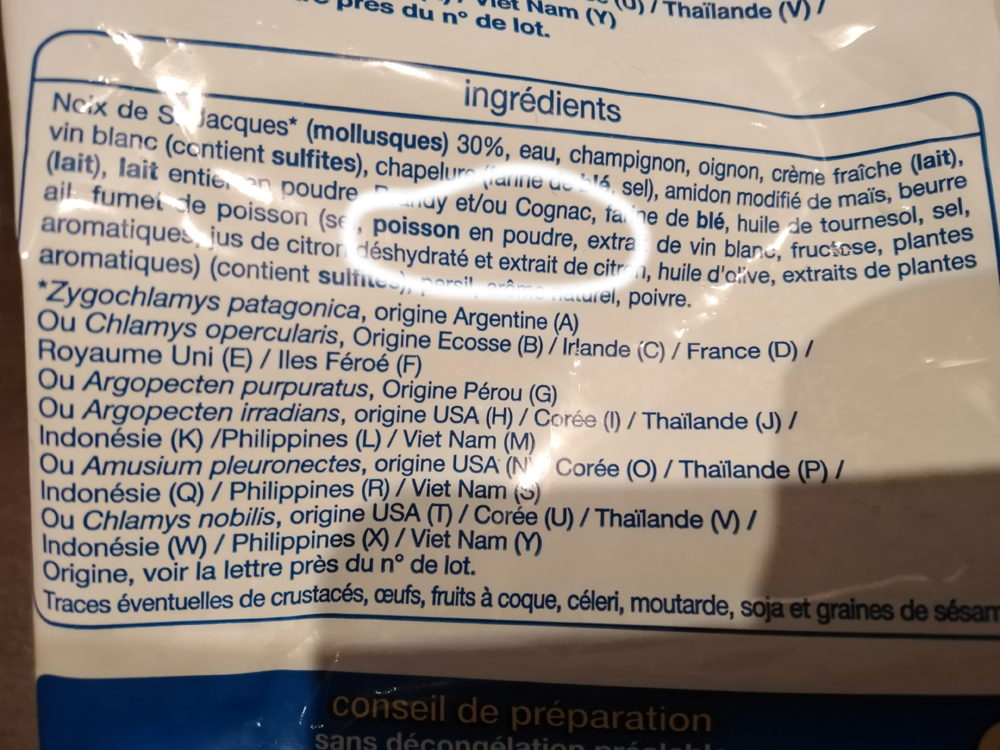 Viet Nam (Y) (U) / Thaïlande (V) /
près du n° de lot.
ingrédients
Noix de Jacques* (mollusques) 30%, eau, champignon, oignon, crème fraîche (lait),
vin blanc (contient sulfites), chapelure (farine de blé, sel), amidon modifié de maïs, beurre
(lait), lait entier en poudre, Brandy et/ou Cognac, farine de blé, huile de tournesol, sel,
ail, fumet de poisson (sel, poisson en poudre, extrait de vin blanc, fructose, plantes
aromatiques, jus de citron déshydraté et extrait de citron, huile d'olive, extraits de plantes
aromatiques) (contient sulfites), persil, arôme naturel, poivre.
*Zygochlamys patagonica, origine Argentine (A)
Ou Chlamys opercularis, Origine Ecosse (B) / Irlande (C) / France (D) /
Royaume Uni (E) / Iles Féroé (F)
Ou Argopecten purpuratus, Origine Pérou (G)
Ou Argopecten irradians, origine USA (H) / Corée (I) / Thaïlande (J) /
Indonésie (K) /Philippines (L) / Viet Nam (M)
Ou Amusium pleuronectes, origine USA (N) Corée (O) / Thaïlande (P) /
Indonésie (Q) / Philippines (R) / Viet Nam (S)
Ou Chlamys nobilis, origine USA (T) / Corée (U) / Thaïlande (V) /
Indonésie (W) / Philippines (X) / Viet Nam (Y)
Origine, voir la lettre près du n° de lot.
Traces éventuelles de crustacés, œufs, fruits à coque, céleri, moutarde, soja et graines de sésam
conseil de préparation
sans décongélation